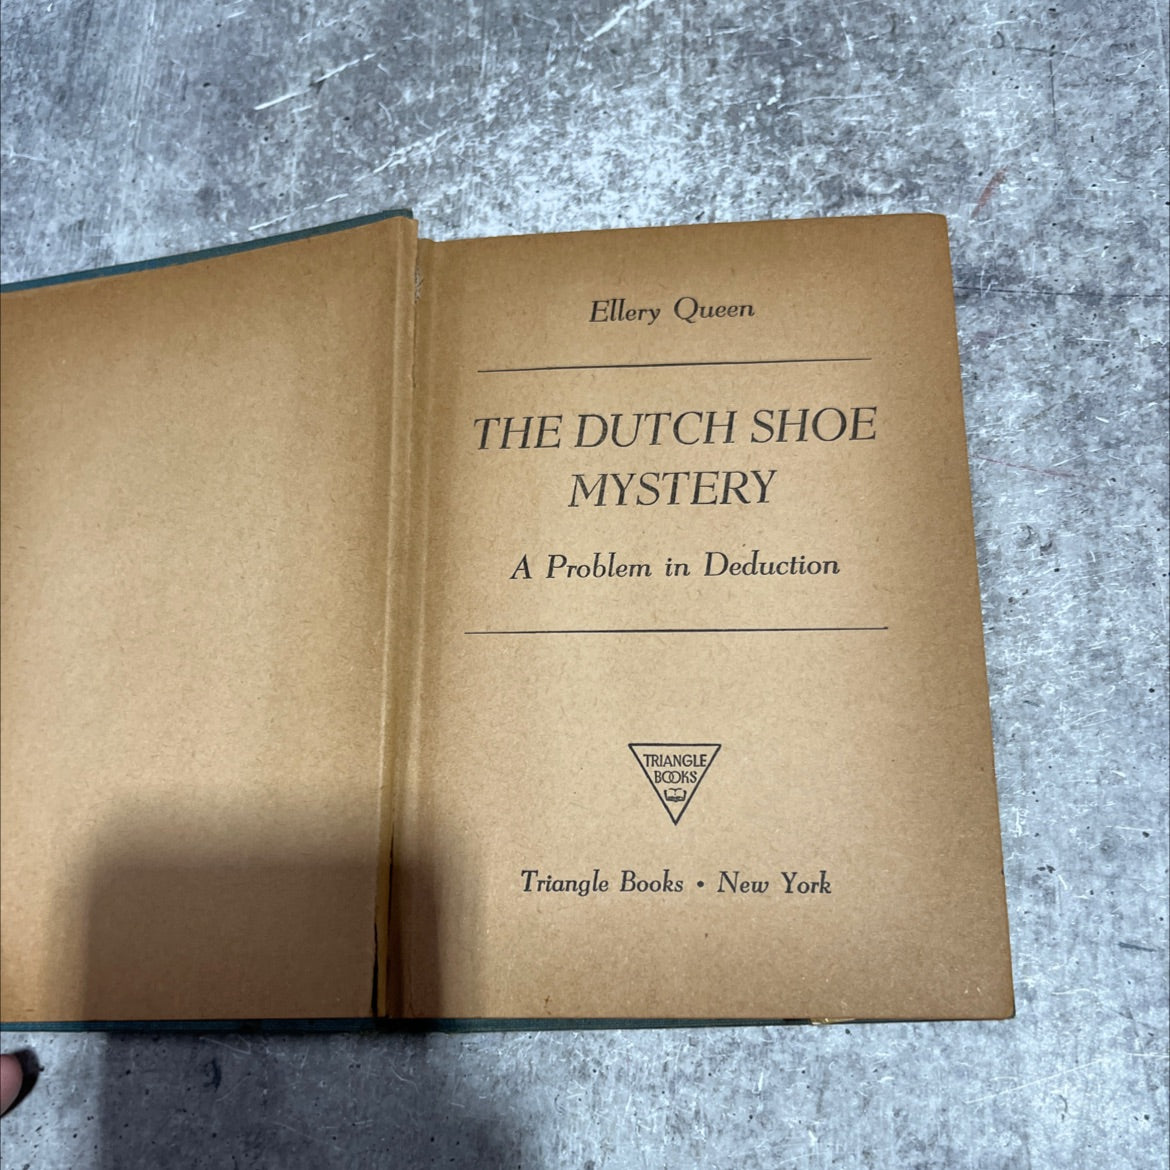 Ellery Queen
THE DUTCH SHOE
MYSTERY
A Problem in Deduction
TRIANGLE
BOOKS
Triangle Books • New York